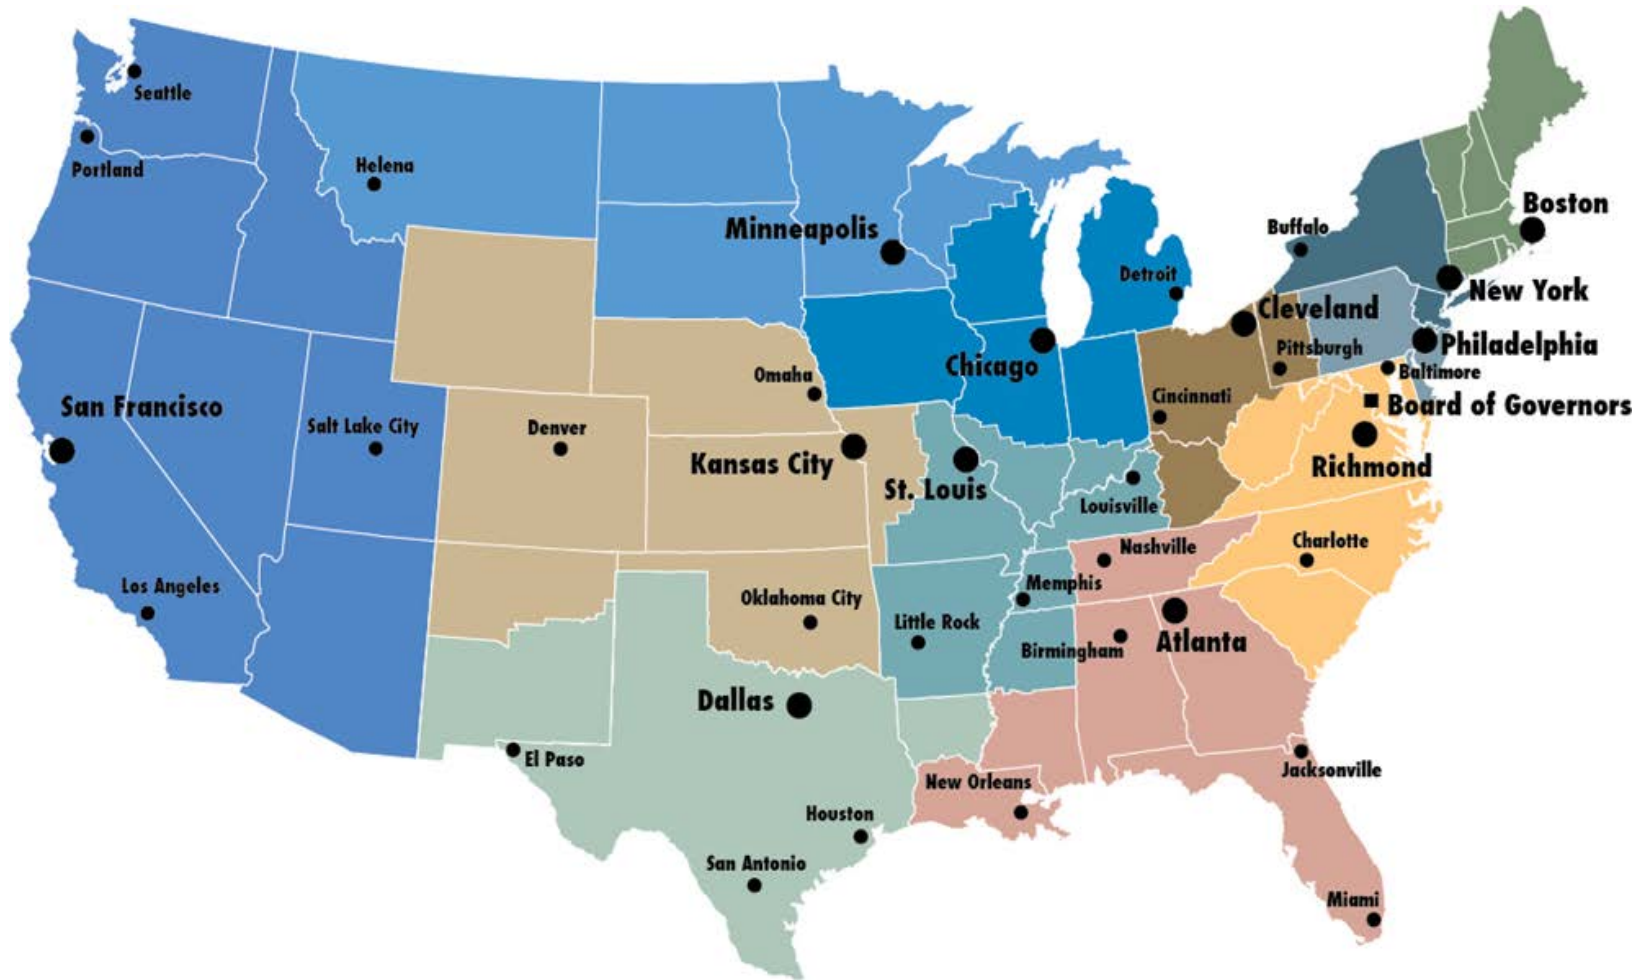 Seattle
Portland
Helena
Minneapolis
Boston
Buffalo
Detroit
New York
Cleveland
Chicago
Pittsburgh
Philadelphia
Omaha
Baltimore
Cincinnati
San Francisco
Board of Governors
Salt Lake City
Denver
Kansas City
Richmond
St. Louis
Louisville
Charlotte
Nashville
Los Angeles
Memphis
Oklahoma City
Little Rock
Birmingham
Atlanta
Dallas
El Paso
Jacksonville
New Orleans
Houston
San Antonio
Miami